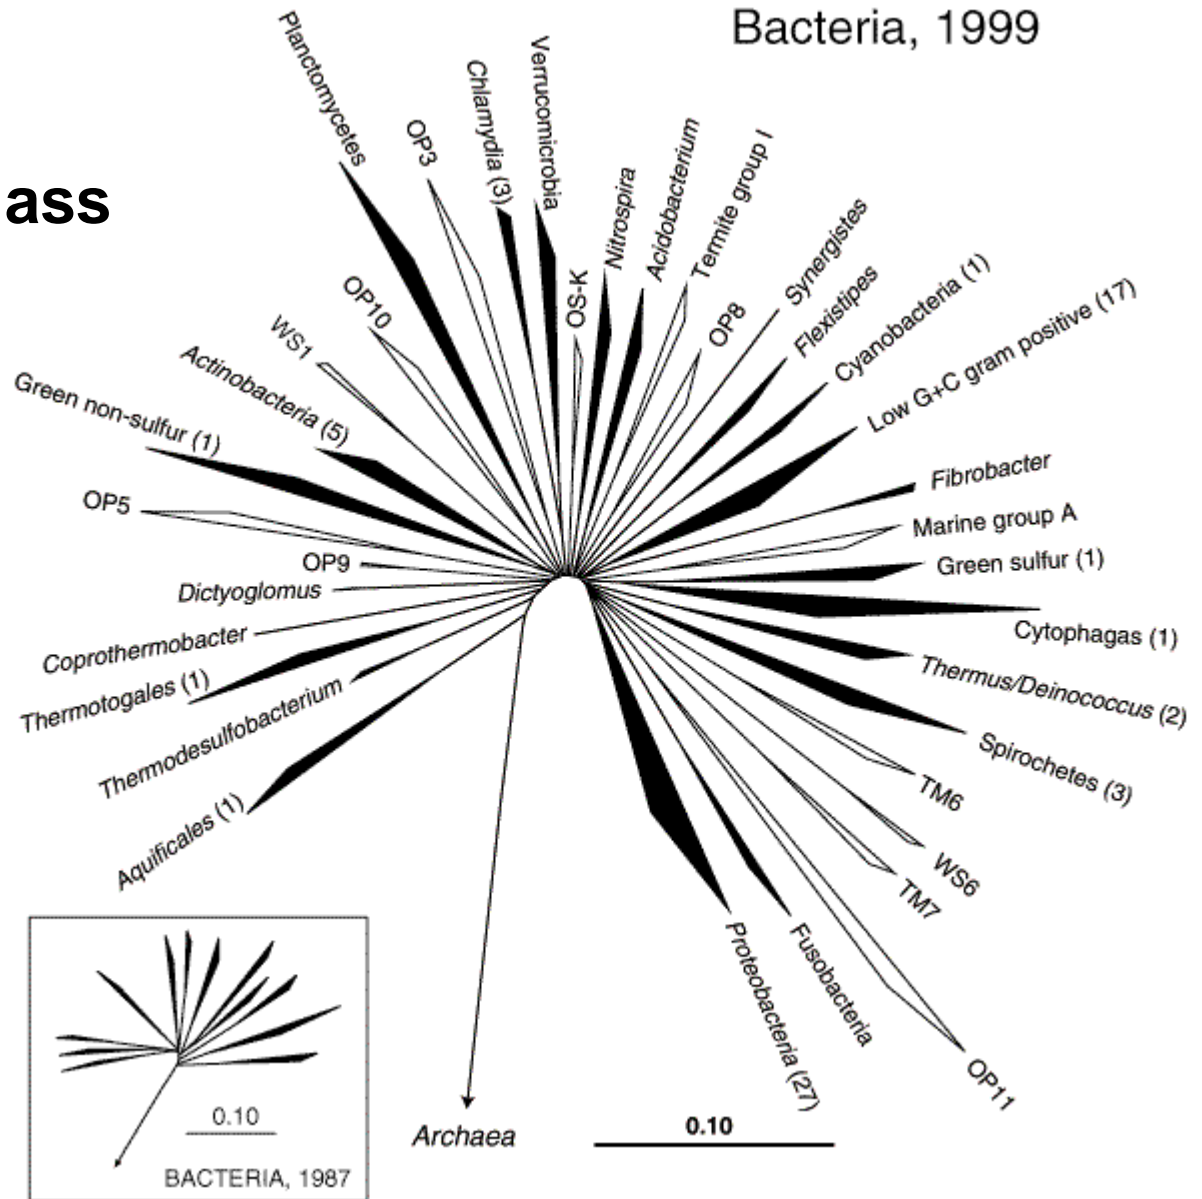 Bacteria, 1999
ass
Planctomycetes
OP3
Chlamydia (3)
Verrucomicrobia
OS-K
Nitrospira
Acidobacterium
Termite group I
OP8
Synergistes
Flexistipes
Cyanobacteria (1)
Low G+C gram positive (17)
Fibrobacter
Marine group A
Green sulfur (1)
Cytophagas (1)
Thermus/Deinococcus (2)
Spirochetes (3)
TM6
WS6
TM7
OP11
Fusobacteria
Proteobacteria (27)
Archaea
Aquificales (1)
Thermodesulfobacterium
Thermotogales (1)
Coprothermobacter
Dictyoglomus
OP9
OP5
Green non-sulfur (1)
Actinobacteria (5)
WS1
OP10
0.10
0.10
BACTERIA, 1987